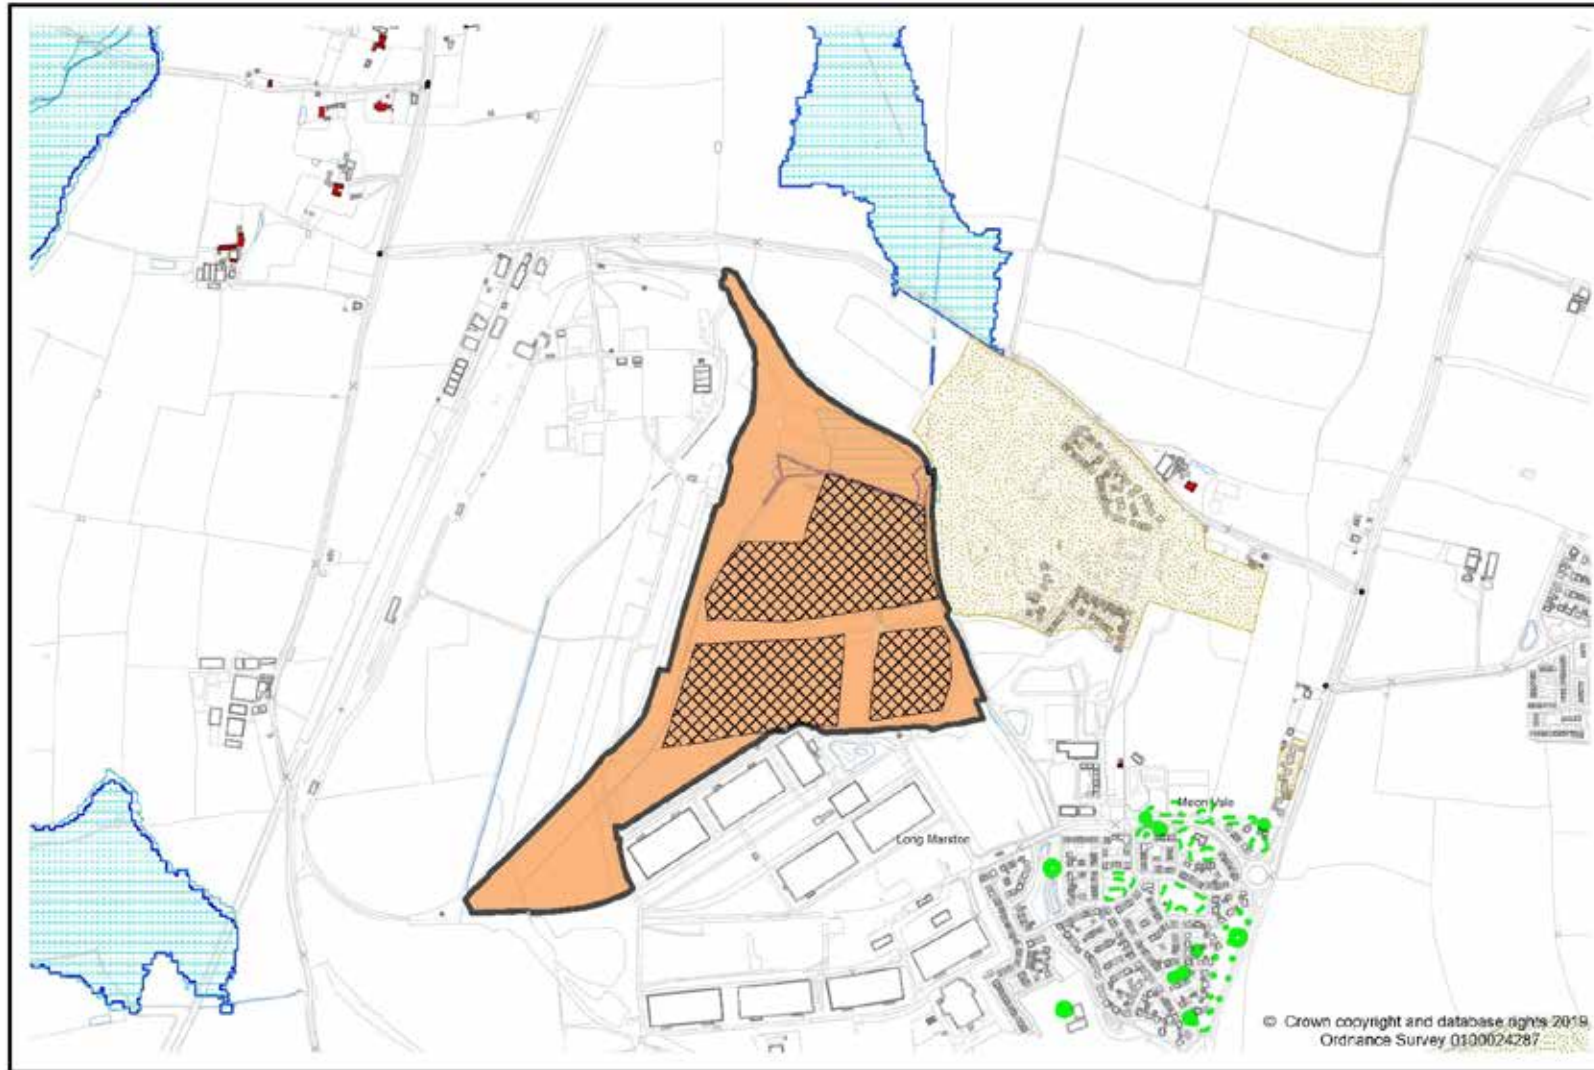 Meon Vale
Long Marston
© Crown copyright and database rights 2019
Ordnance Survey 0100024287